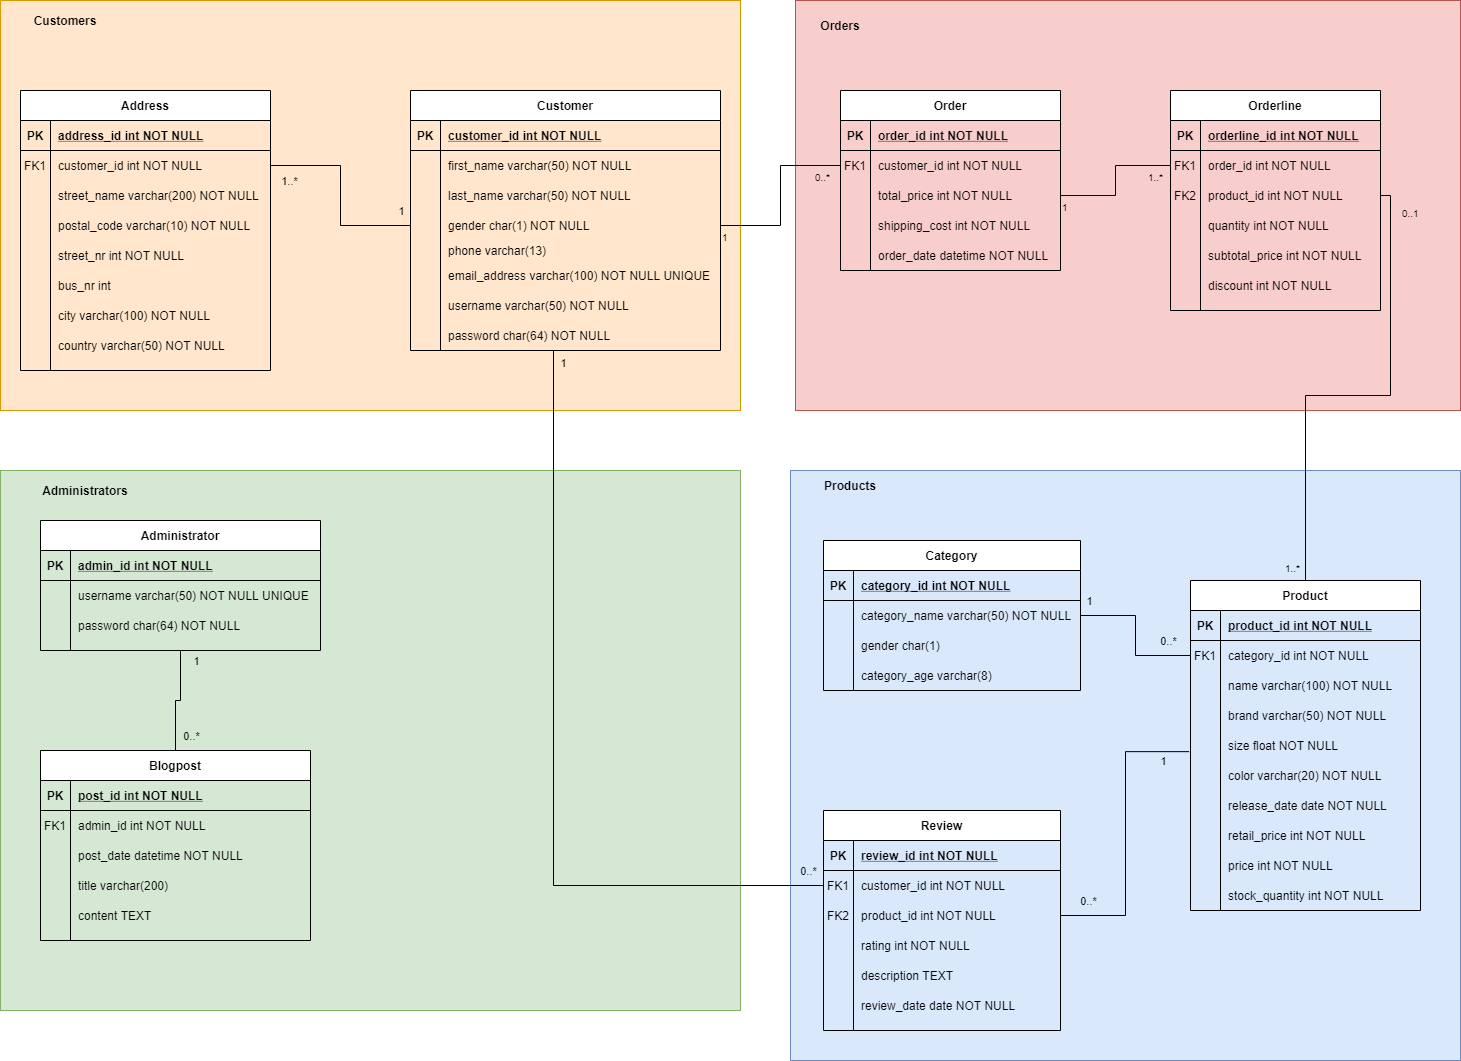 Customers
Address
PK address_id int NOT NULL
FK1 customer_id int NOT NULL
street_name varchar(200) NOT NULL
postal_code varchar(10) NOT NULL
street_nr int NOT NULL
bus_nr int
city varchar(100) NOT NULL
country varchar(50) NOT NULL
1..*
1
Customer
PK customer_id int NOT NULL
first_name varchar(50) NOT NULL
last_name varchar(50) NOT NULL
gender char(1) NOT NULL
phone varchar(13)
email_address varchar(100) NOT NULL UNIQUE
username varchar(50) NOT NULL
password char(64) NOT NULL
1
1
Orders
0..*
Order
PK order_id int NOT NULL
FK1 customer_id int NOT NULL
total_price int NOT NULL
shipping_cost int NOT NULL
order_date datetime NOT NULL
1
1..*
Orderline
PK orderline_id int NOT NULL
FK1 order_id int NOT NULL
FK2 product_id int NOT NULL
quantity int NOT NULL
subtotal_price int NOT NULL
discount int NOT NULL
0..1
Administrators
Administrator
PK admin_id int NOT NULL
username varchar(50) NOT NULL UNIQUE
password char(64) NOT NULL
1
0..*
Blogpost
PK post_id int NOT NULL
FK1 admin_id int NOT NULL
post_date datetime NOT NULL
title varchar(200)
content TEXT
Products
Category
PK category_id int NOT NULL
category_name varchar(50) NOT NULL
gender char(1)
category_age varchar(8)
1
0..*
1..*
Product
PK product_id int NOT NULL
FK1 category_id int NOT NULL
name varchar(100) NOT NULL
brand varchar(50) NOT NULL
size float NOT NULL
color varchar(20) NOT NULL
release_date date NOT NULL
retail_price int NOT NULL
price int NOT NULL
stock_quantity int NOT NULL
1
0..*
Review
PK review_id int NOT NULL
FK1 customer_id int NOT NULL
FK2 product_id int NOT NULL
rating int NOT NULL
description TEXT
review_date date NOT NULL
0..*